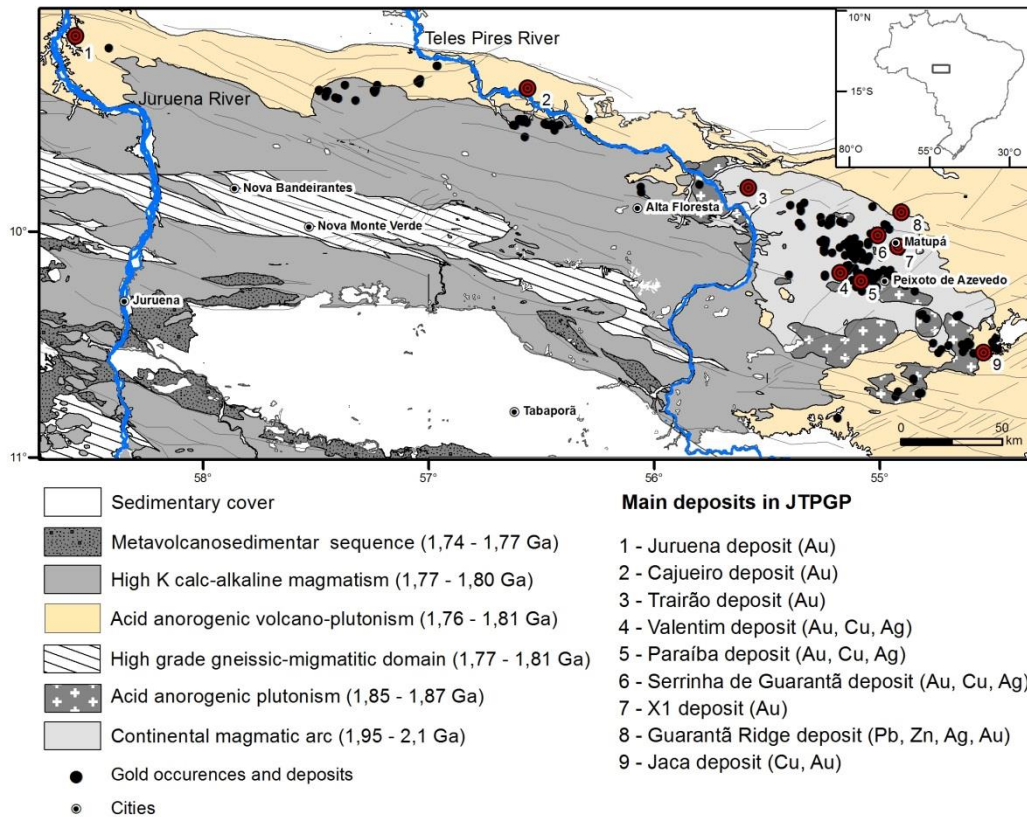 10°N
15°S
80°O
55°O
30°O
Teles Pires River
1
Juruena River
2
3
Nova Bandeirantes
Alta Floresta
8
Nova Monte Verde
6
Matupá
7
10°
4
5
Peixoto de Azevedo
Juruena
9
Tabaporã
0
50
km
11°
58°
57°
56°
55°
Sedimentary cover
Metavolcanosedimentar sequence (1,74 - 1,77 Ga)
High K calc-alkaline magmatism (1,77 - 1,80 Ga)
Acid anorogenic volcano-plutonism (1,76 - 1,81 Ga)
High grade gneissic-migmatitic domain (1,77 - 1,81 Ga)
Acid anorogenic plutonism (1,85 - 1,87 Ga)
Continental magmatic arc (1,95 - 2,1 Ga)
Gold occurences and deposits
Cities
Main deposits in JTPGP
1 - Juruena deposit (Au)
2 - Cajueiro deposit (Au)
3 - Trairão deposit (Au)
4 - Valentim deposit (Au, Cu, Ag)
5 - Paraíba deposit (Au, Cu, Ag)
6 - Serrinha de Guarantã deposit (Au, Cu, Ag)
7 - X1 deposit (Au)
8 - Guarantã Ridge deposit (Pb, Zn, Ag, Au)
9 - Jaca deposit (Cu, Au)